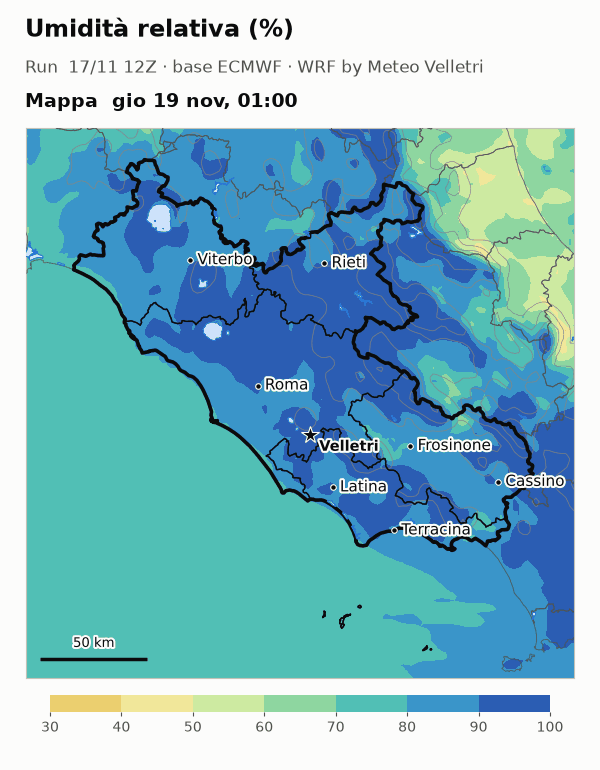 Umidità relativa (%)
Run  17/11 12Z · base ECMWF · WRF by Meteo Velletri
Mappa  gio 19 nov, 01:00
Viterbo
Rieti
Roma
Velletri
Frosinone
Cassino
Latina
Terracina
50 km
30 40 50 60 70 80 90 100